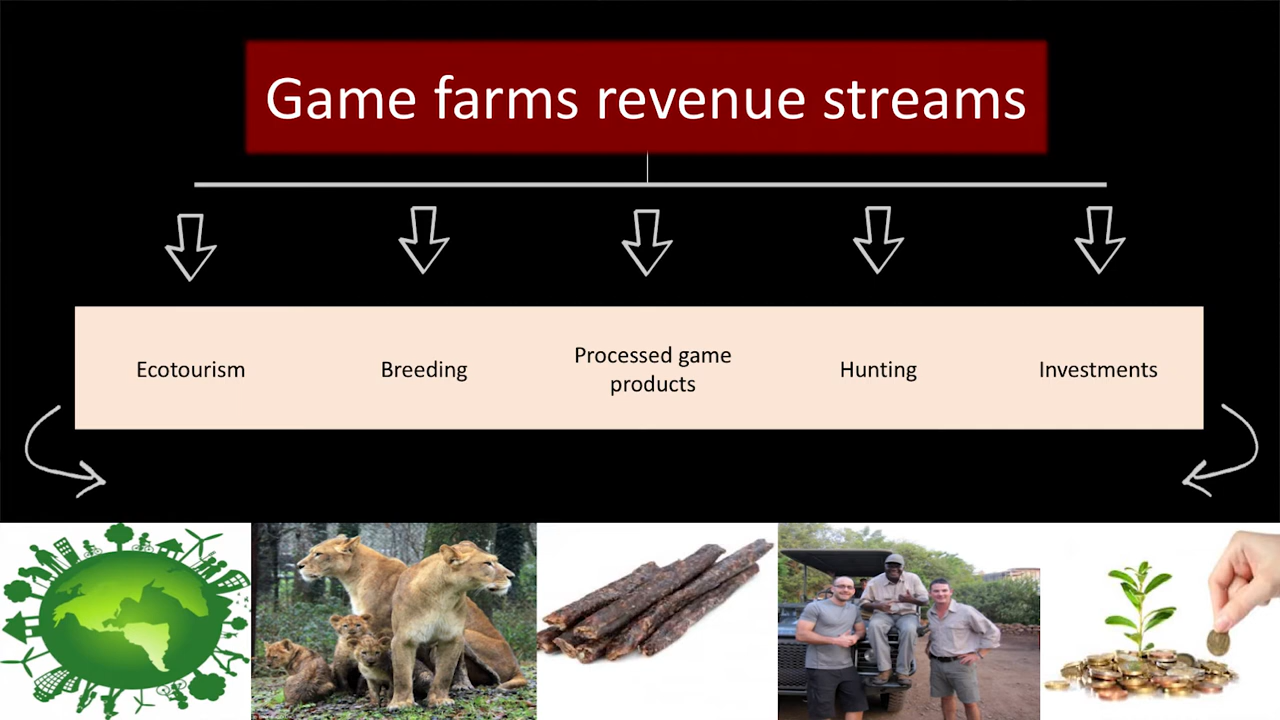 Game farms revenue streams
Ecotourism
Breeding
Processed game
products
Hunting
Investments